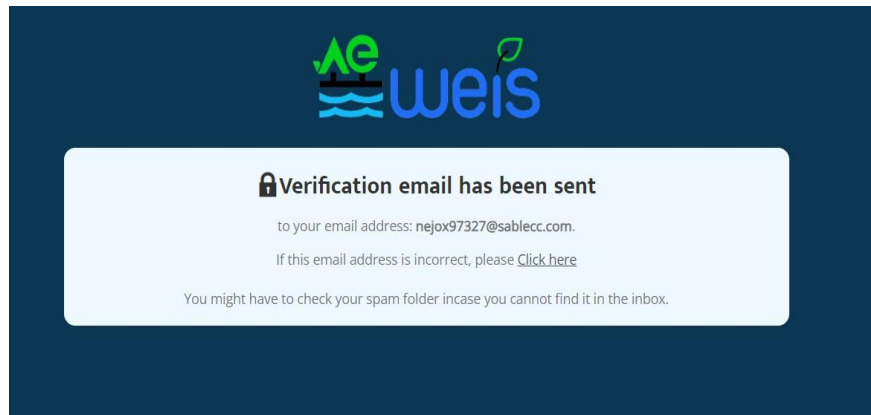 Ae weis
Verification email has been sent
to your email address: nejox97327@sablecc.com.
If this email address is incorrect, please Click here
You might have to check your spam folder incase you cannot find it in the inbox.